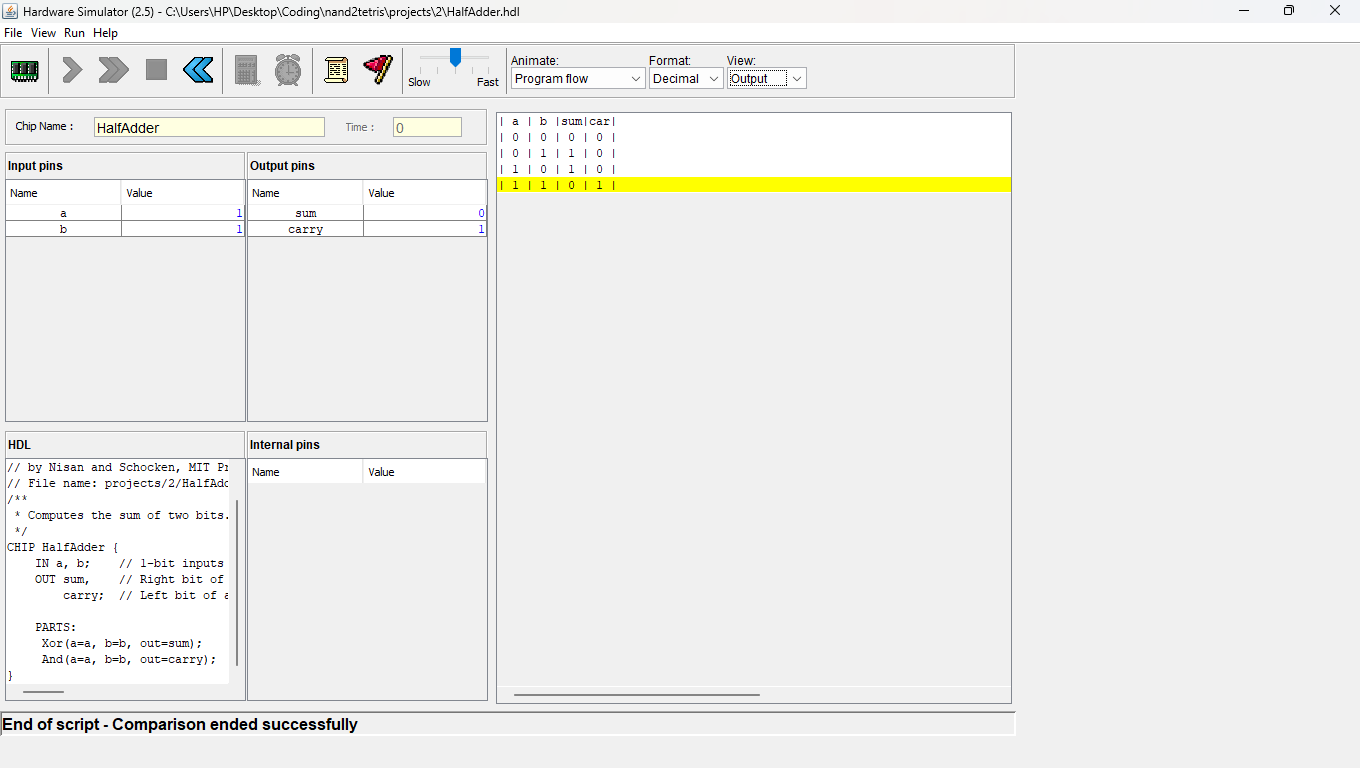 Hardware Simulator (2.5) - C:\Users\HP\Desktop\Coding\nand2tetris\projects\2\HalfAdder.hdl
File View Run Help
Slow Fast
Animate: Format: View:
Program flow Decimal Output
Chip Name : HalfAdder Time : 0
Input pins
Name Value
a 1
b 1
Output pins
Name Value
sum 0
carry 1
| a | b |sum|car|
| 0 | 0 | 0 | 0 |
| 0 | 1 | 1 | 0 |
| 1 | 0 | 1 | 0 |
| 1 | 1 | 0 | 1 |
HDL
// by Nisan and Schocken, MIT
// File name: projects/2/HalfAdd
/**
* Computes the sum of two bits.
*/
CHIP HalfAdder {
IN a, b; // 1-bit inputs
OUT sum, // Right bit of
carry; // Left bit of
PARTS:
Xor(a=a, b=b, out=sum);
And(a=a, b=b, out=carry);
}
Internal pins
Name Value
End of script - Comparison ended successfully